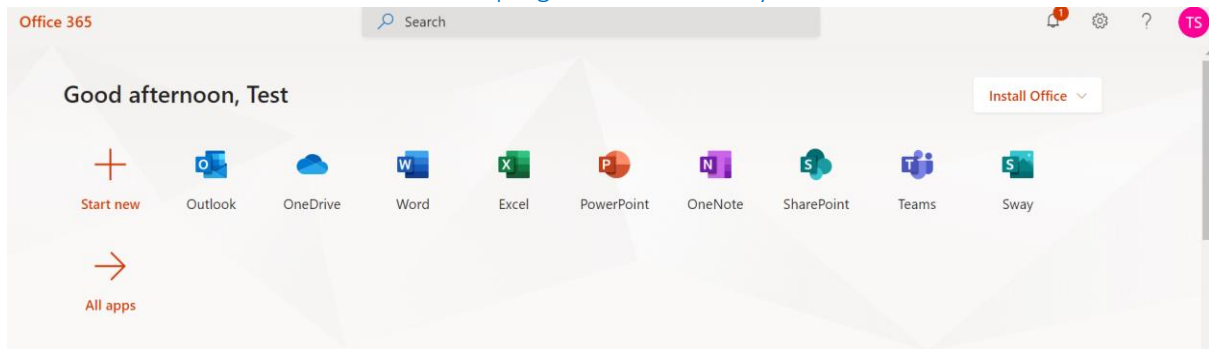 Office 365 Search 1 ? TS
Good afternoon, Test
Install Office
Start new Outlook OneDrive Word Excel PowerPoint OneNote SharePoint Teams Sway
All apps